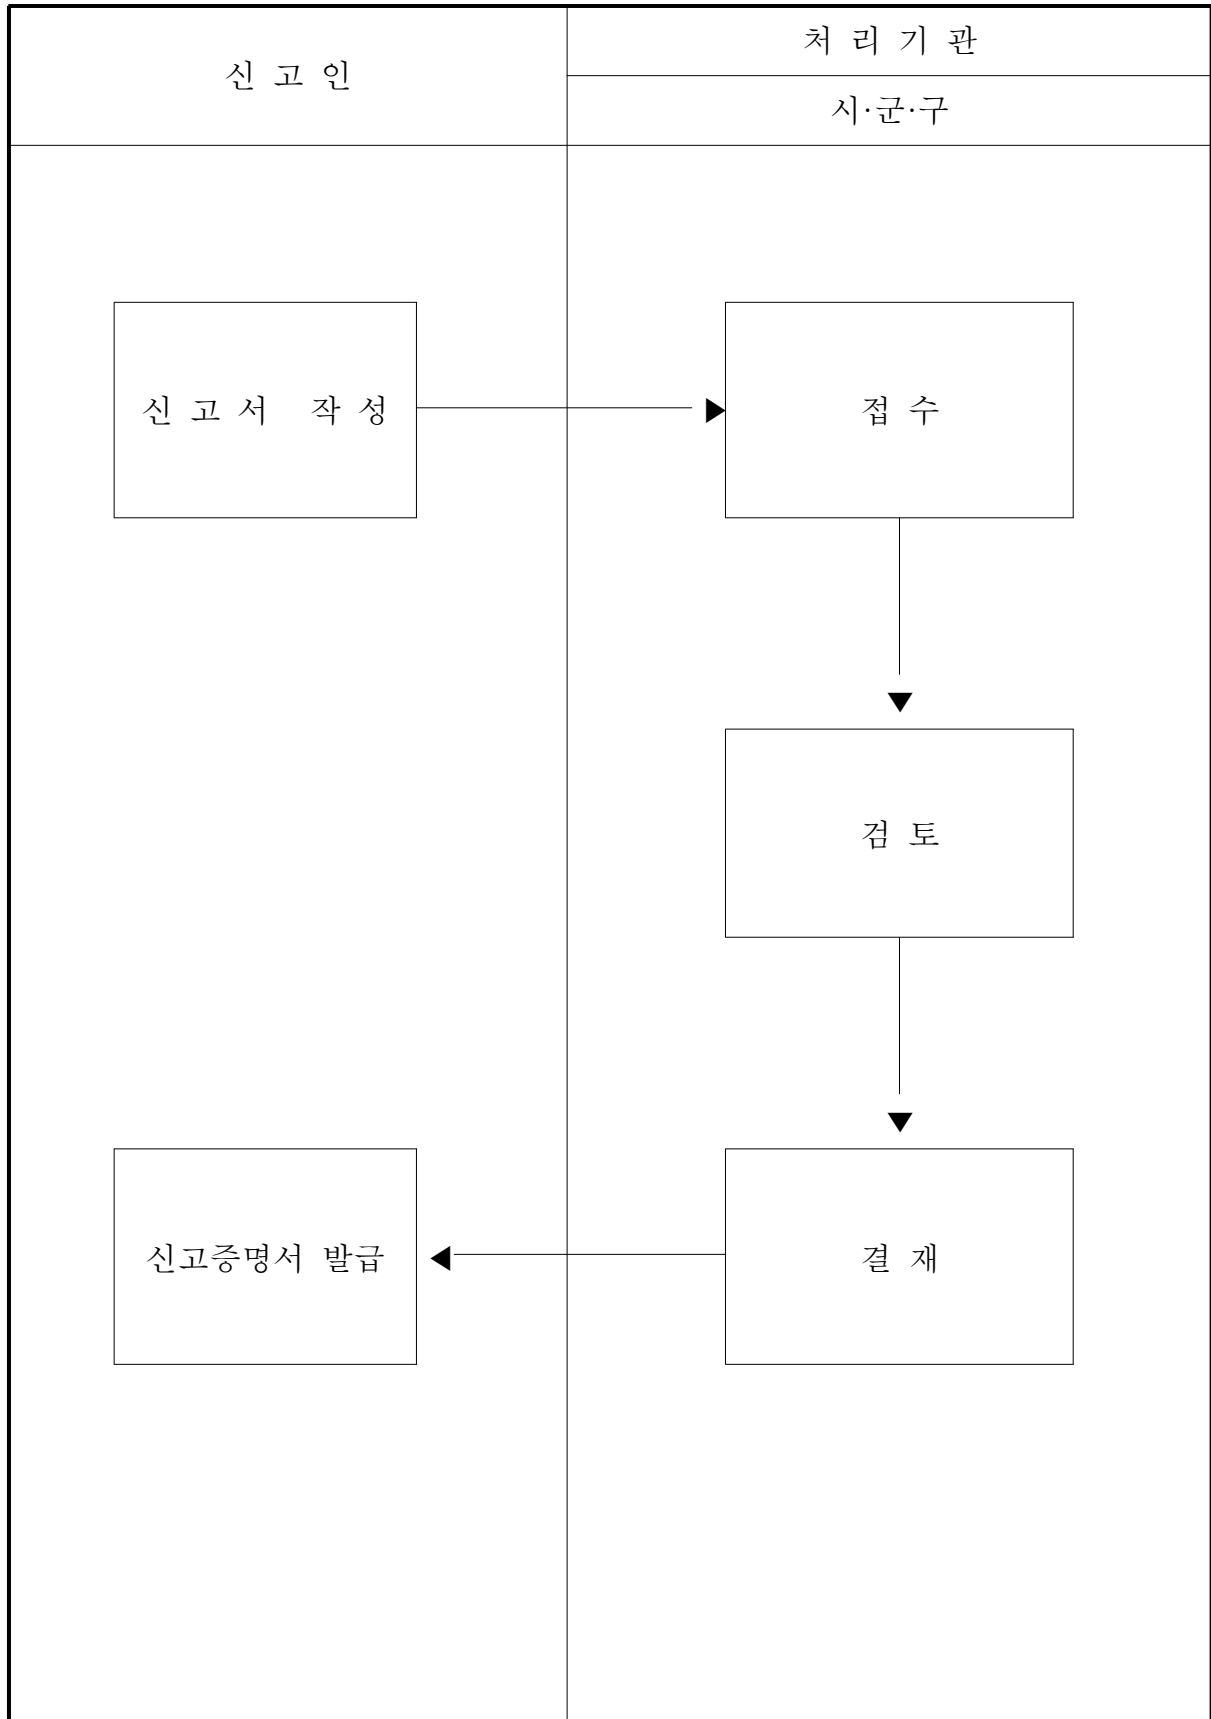 신 고 인
처 리 기 관
시·군·구
신 고 서 작 성
접 수
검 토
신고증명서 발급
결 재